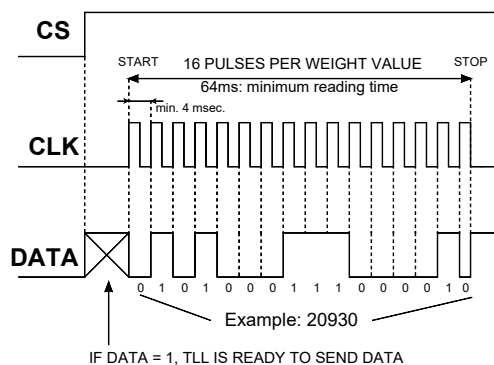 CS
START 16 PULSES PER WEIGHT VALUE STOP
64ms: minimum reading time
min. 4 msec.
CLK
DATA
0 1 0 1 0 0 0 1 1 1 0 0 0 0 1 0
Example: 20930
IF DATA = 1, TLL IS READY TO SEND DATA